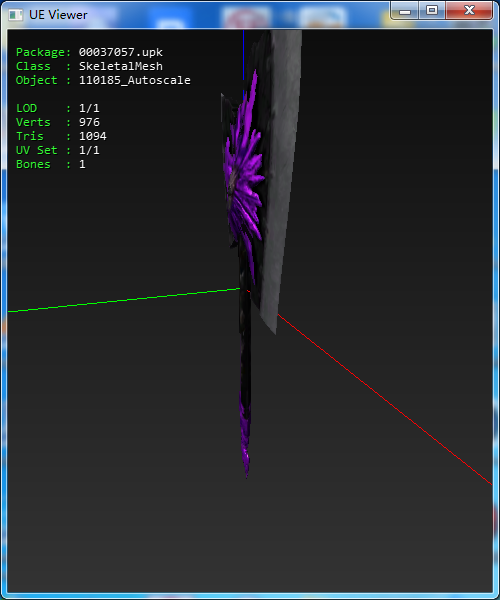 UE Viewer
Package: 00037057.upk
Class : SkeletalMesh
Object : 110185_Autoscale
LOD : 1/1
Verts : 976
Tris : 1094
UV Set : 1/1
Bones : 1